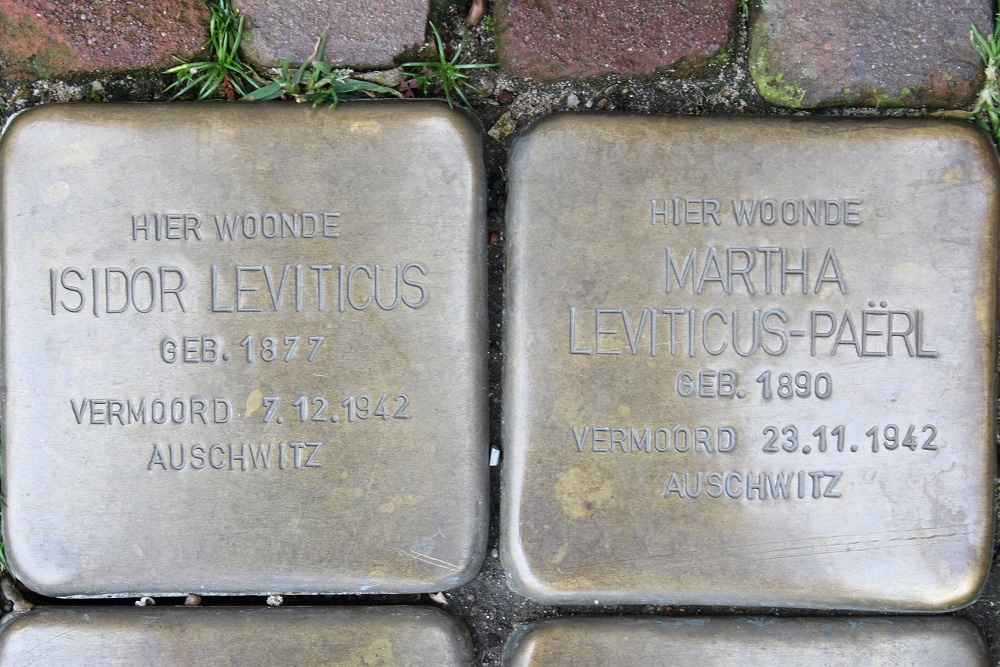 HIER WOONDE
ISIDOR LEVITICUS
GEB. 1877
VERMOORD 7.12.1942
AUSCHWITZ
HIER WOONDE
MARTHA
LEVITICUS-PAËRL
GEB. 1890
VERMOORD 23.11.1942
AUSCHWITZ